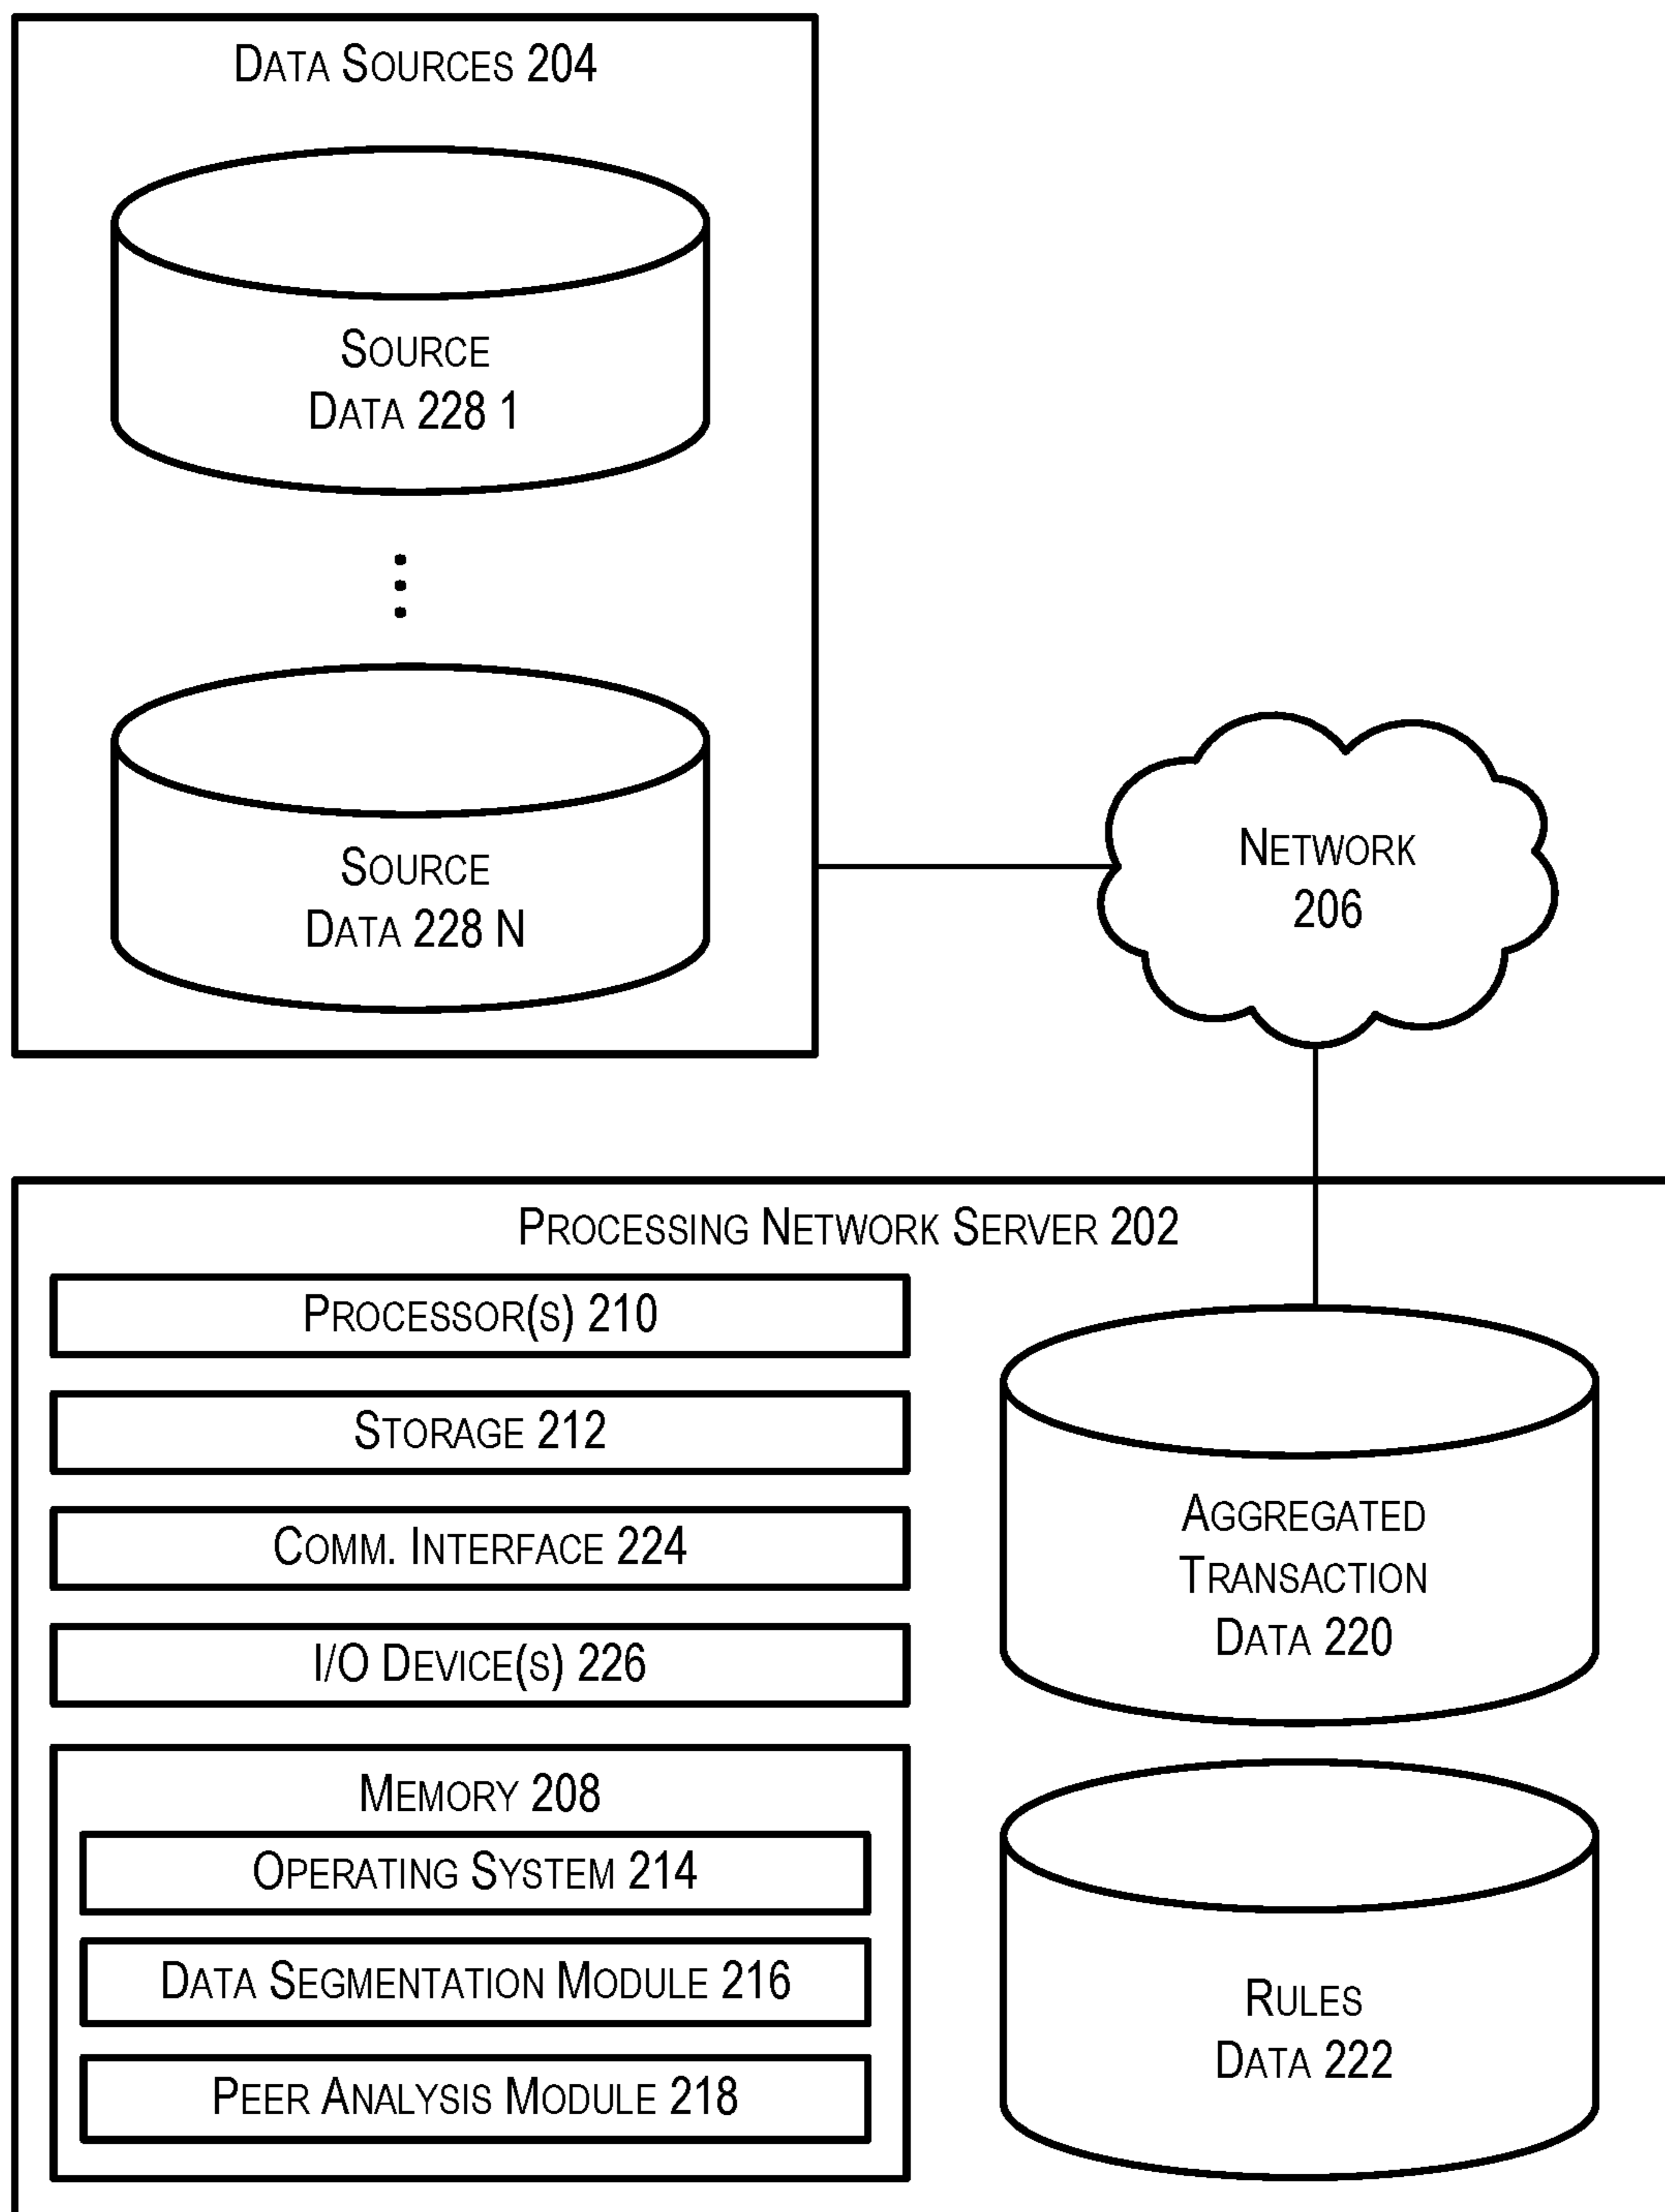 DATA SOURCES 204
SOURCE
DATA 228 1
SOURCE
DATA 228 N
NETWORK
206
PROCESSING NETWORK SERVER 202
PROCESSOR(S) 210
STORAGE 212
COMM. INTERFACE 224
I/O DEVICE(S) 226
MEMORY 208
OPERATING SYSTEM 214
DATA SEGMENTATION MODULE 216
PEER ANALYSIS MODULE 218
AGGREGATED
TRANSACTION
DATA 220
RULES
DATA 222